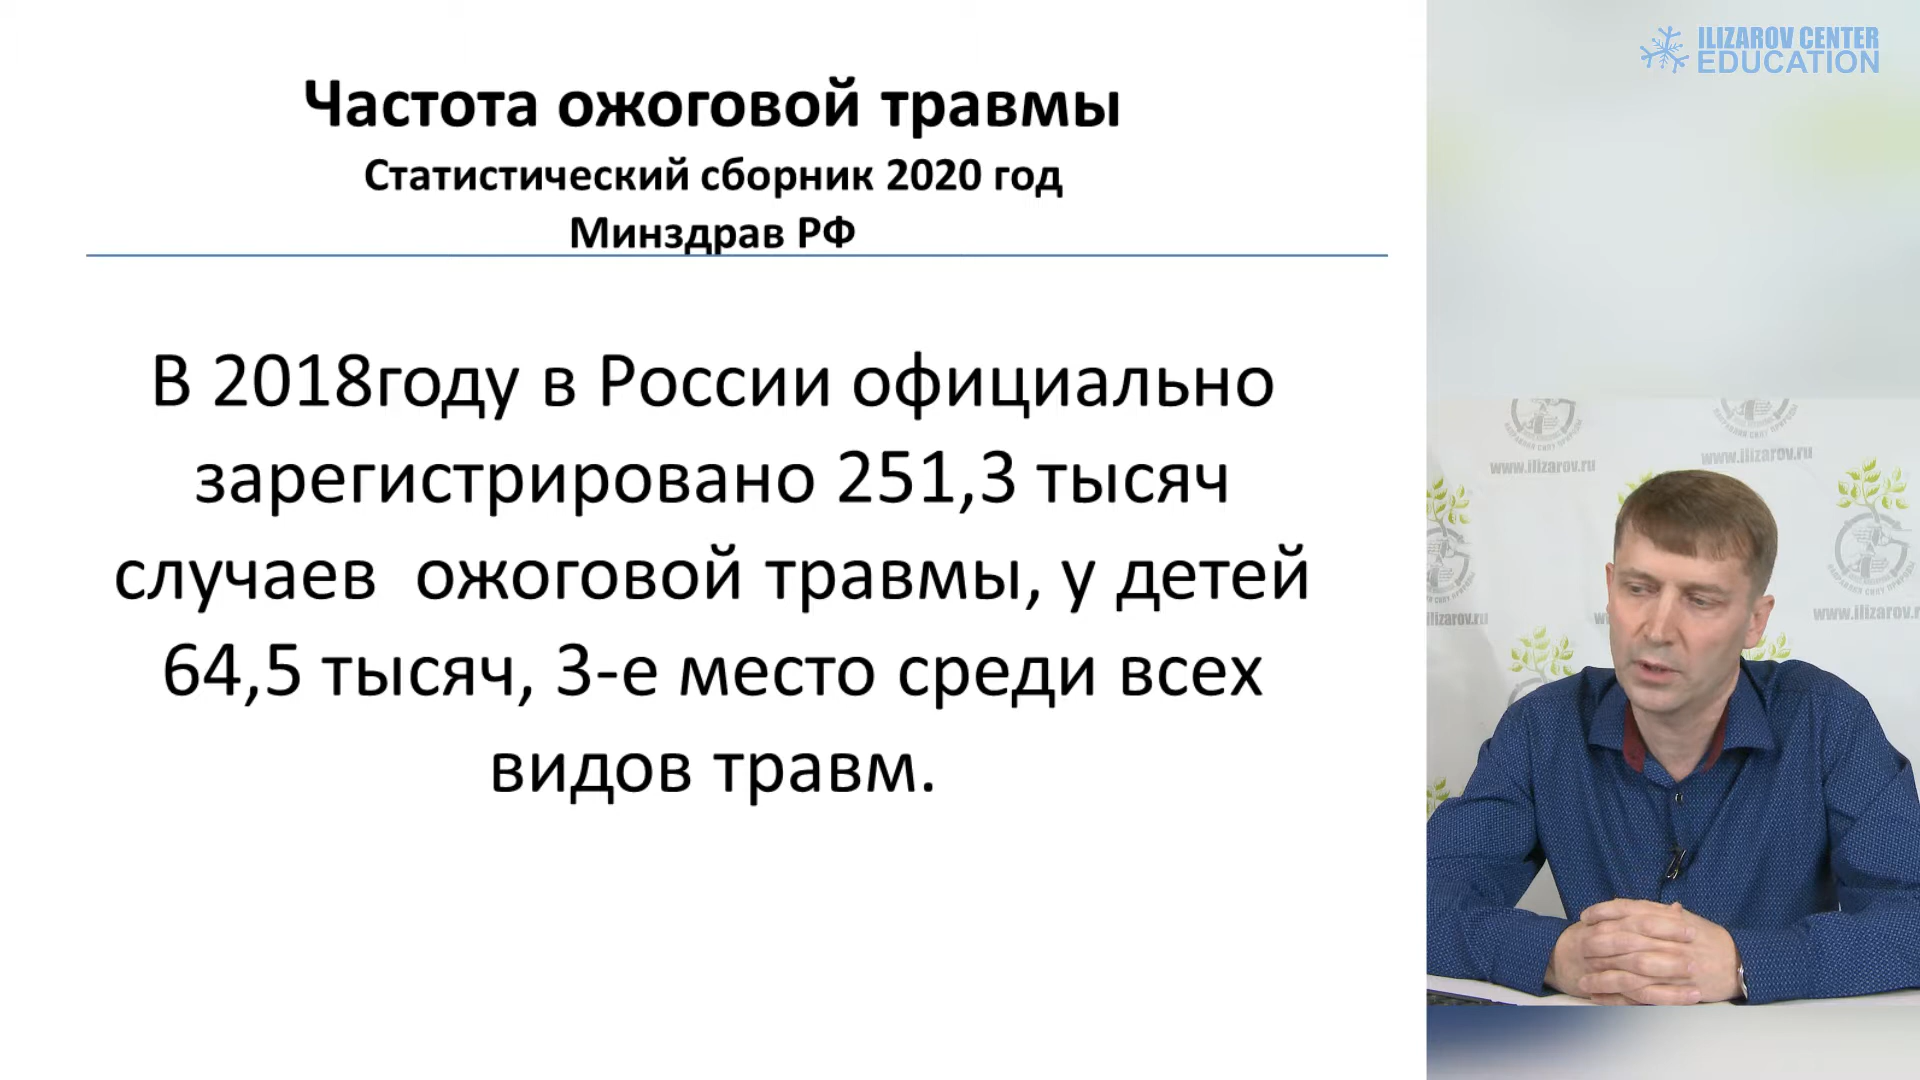 ILIZAROV CENTER
EDUCATION
Частота ожоговой травмы
Статистический сборник 2020 год
Минздрав РФ
В 2018году в России официально
зарегистрировано 251,3 тысяч
случаев  ожоговой травмы, у детей
64,5 тысяч, 3-е место среди всех
видов травм.
www.ilizarov.ru
www.ilizarov.ru
ilizarov.ru
www.ilizarov.r